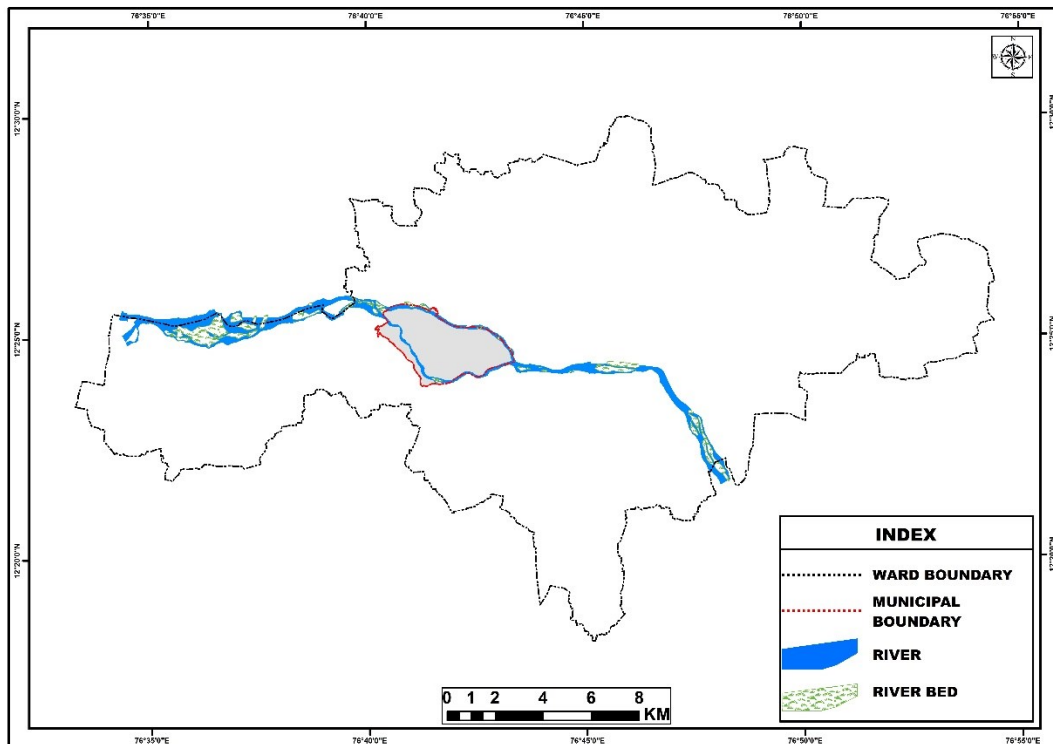 76°35'0"E 76°40'0"E 76°45'0"E 76°50'0"E 76°55'0"E
N
S
12°30'0"N
12°25'0"N
12°20'0"N
INDEX
WARD BOUNDARY
MUNICIPAL
BOUNDARY
RIVER
RIVER BED
0 1 2 4 6 8
KM
76°35'0"E 76°40'0"E 76°45'0"E 76°50'0"E 76°55'0"E